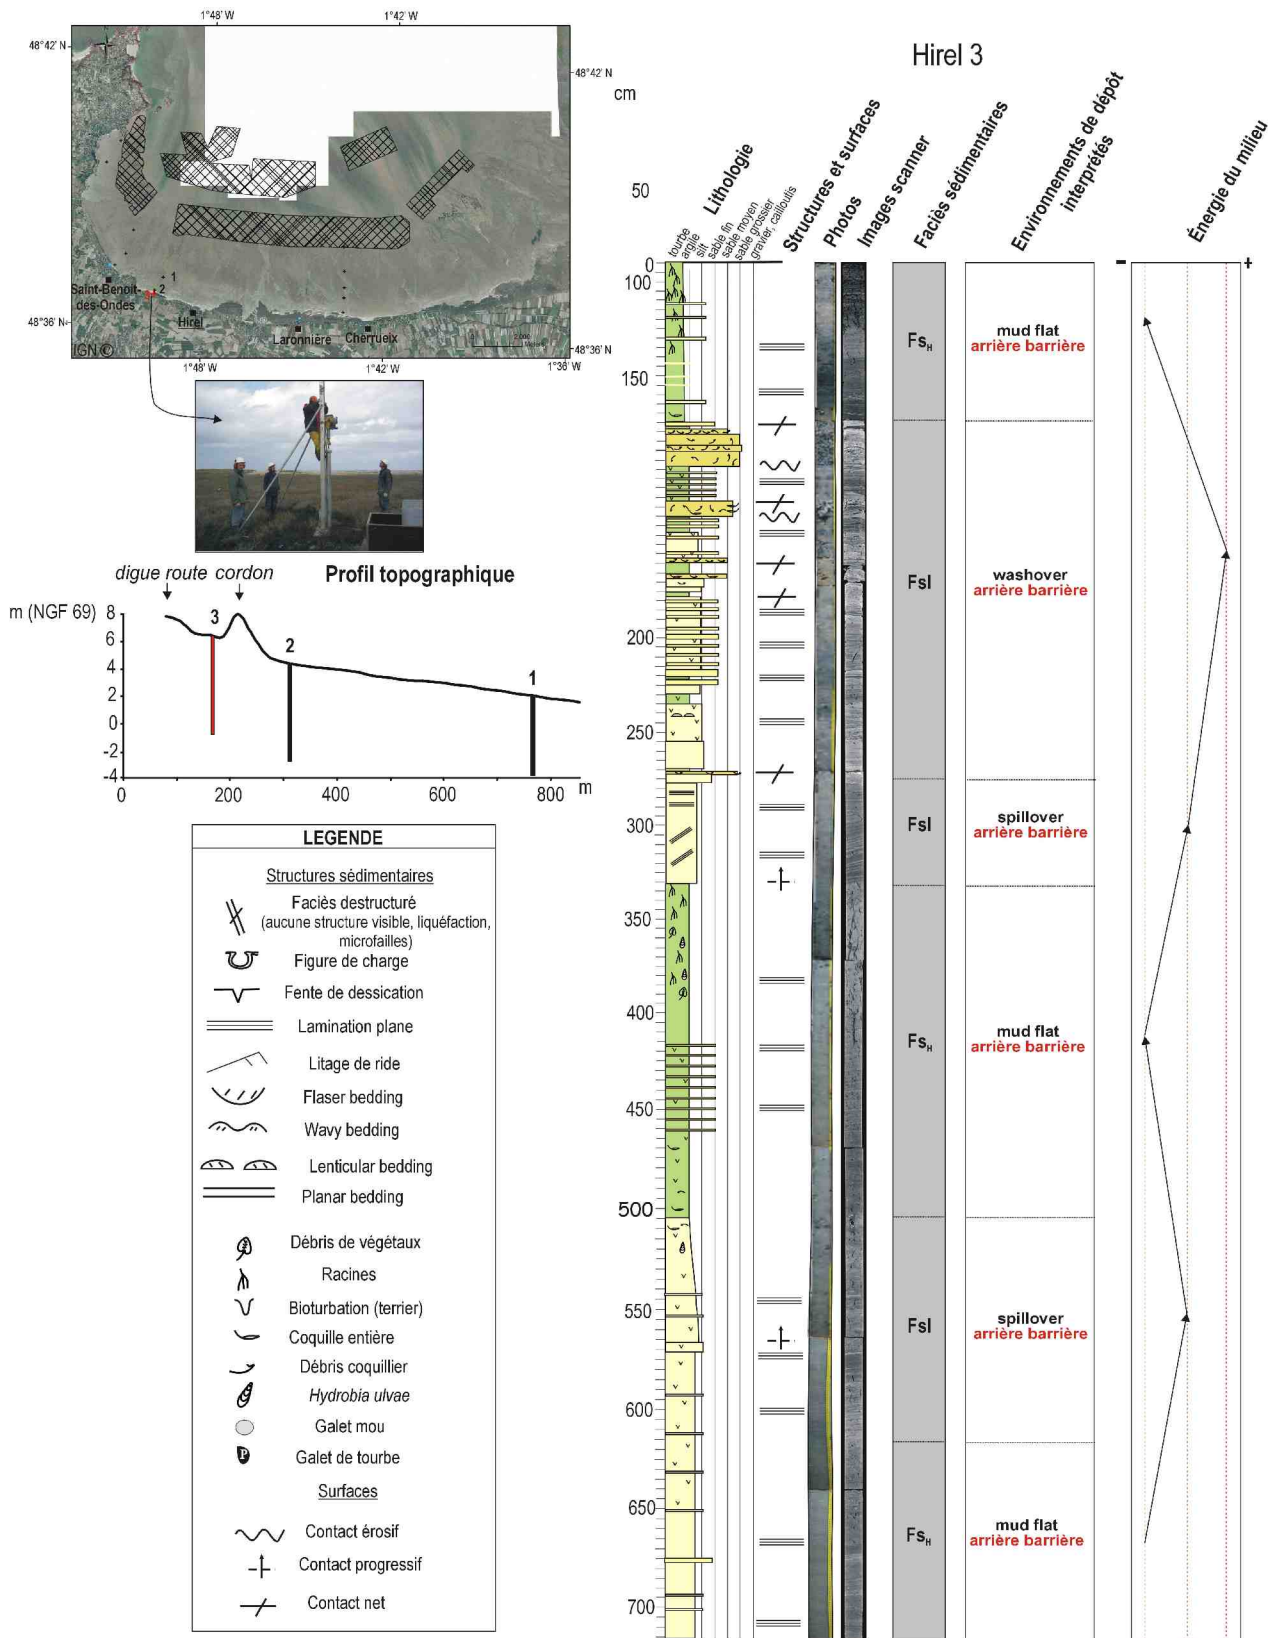 1°48' W
1°42' W
48°42' N
48°42' N
1
2
Saint-Benoît-
des-Ondes
Hirel
Laronnière
Cherrueix
48°36' N
48°36' N
IGN ©
1°48' W
1°42' W
1°36' W
digue route cordon
Profil topographique
m (NGF 69)
8
6
4
2
0
-2
-4
3
2
1
0
200
400
600
800
m
LEGENDE
Structures sédimentaires
Faciès destructuré
(aucune structure visible, liquéfaction,
microfailles)
Figure de charge
Fente de dessication
Lamination plane
Litage de ride
Flaser bedding
Wavy bedding
Lenticular bedding
Planar bedding
Débris de végétaux
Racines
Bioturbation (terrier)
Coquille entière
Débris coquillier
Hydrobia ulvae
Galet mou
P
Galet de tourbe
Surfaces
Contact érosif
Contact progressif
Contact net
Hirel 3
cm
50
Lithologie
tourbe
argile
silt
sable fin
sable moyen
sable grossier
gravier, cailloutis
Structures et surfaces
Photos
Images scanner
Faciès sédimentaires
Environnements de dépôt
interprétés
Énergie du milieu
-
+
0
100
150
200
250
300
350
400
450
500
550
600
650
700
FsH
mud flat
arrière barrière
Fsl
washover
arrière barrière
Fsl
spillover
arrière barrière
FsH
mud flat
arrière barrière
Fsl
spillover
arrière barrière
FsH
mud flat
arrière barrière